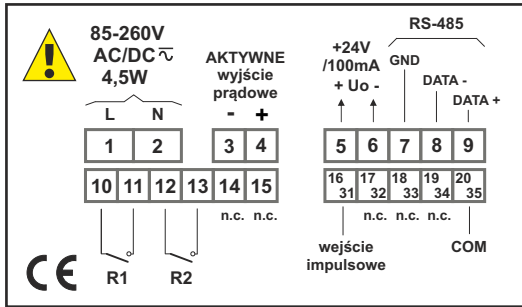 85-260V
AC/DC
4,5W
L N
AKTYWNE
wyjście
prądowe
- +
+24V
/100mA
+ Uo -
RS-485
GND
DATA -
DATA +
1 2 3 4 5 6 7 8 9
10 11 12 13 14 15 16 31 17 32 18 33 19 34 20 35
n.c. n.c. n.c. n.c. n.c.
R1 R2
wejście
impulsowe
COM
CE